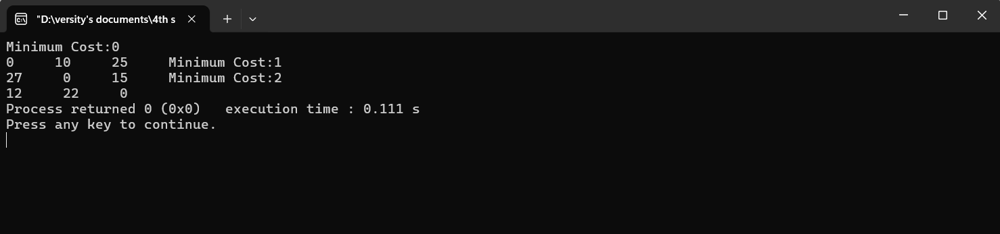 "D:\versity's documents\4th s
Minimum Cost:0
0     10     25     Minimum Cost:1
27     0     15     Minimum Cost:2
12     22     0
Process returned 0 (0x0)   execution time : 0.111 s
Press any key to continue.